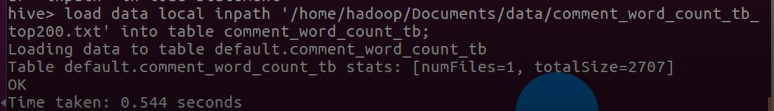 hive> load data local inpath '/home/hadoop/Documents/data/comment_word_count_tb_
top200.txt' into table comment_word_count_tb;
Loading data to table default.comment_word_count_tb
Table default.comment_word_count_tb stats: [numFiles=1, totalSize=2707]
OK
Time taken: 0.544 seconds